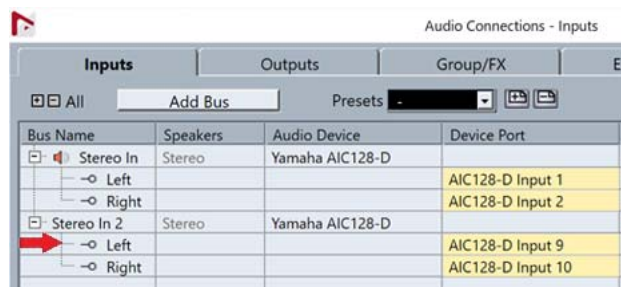 Audio Connections - Inputs
Inputs Outputs Group/FX E
All Add Bus Presets -
Bus Name Speakers Audio Device Device Port
Stereo In Stereo Yamaha AIC128-D
Left AIC128-D Input 1
Right AIC128-D Input 2
Stereo In 2 Stereo Yamaha AIC128-D
Left AIC128-D Input 9
Right AIC128-D Input 10